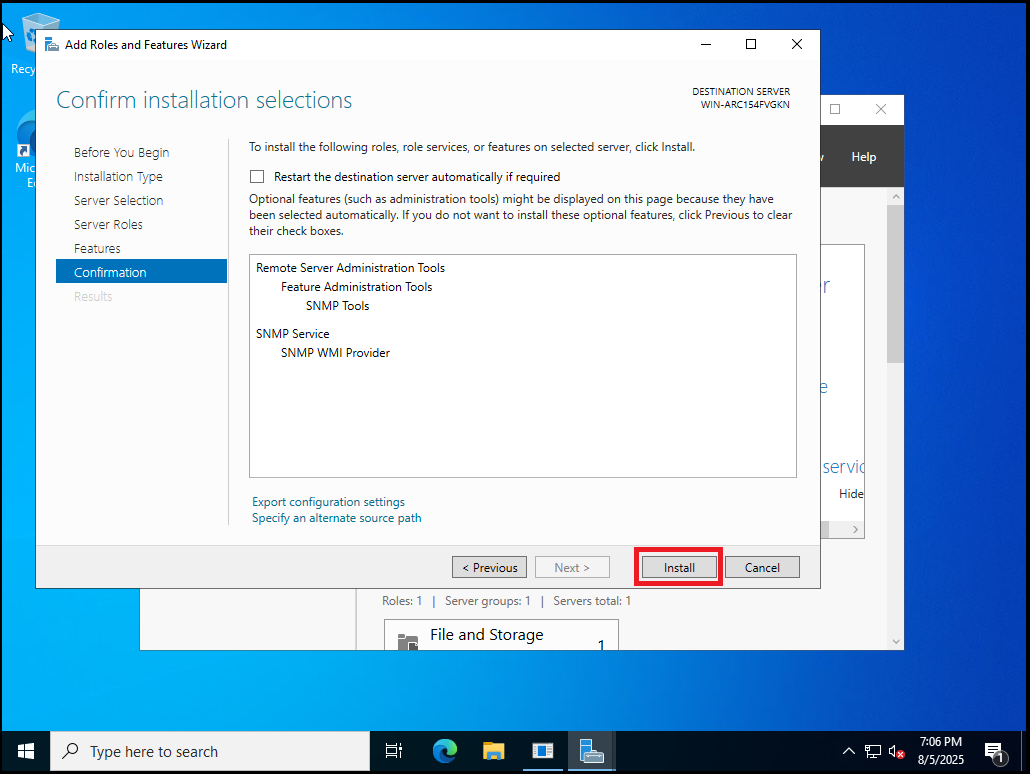 Recy
Mic
Ec
Add Roles and Features Wizard
Confirm installation selections
DESTINATION SERVER
WIN-ARC154FVGKN
Before You Begin
Installation Type
Server Selection
Server Roles
Features
Confirmation
Results
To install the following roles, role services, or features on selected server, click Install.
Restart the destination server automatically if required
Optional features (such as administration tools) might be displayed on this page because they have
been selected automatically. If you do not want to install these optional features, click Previous to clear
their check boxes.
Remote Server Administration Tools
Feature Administration Tools
SNMP Tools
SNMP Service
SNMP WMI Provider
Export configuration settings
Specify an alternate source path
< Previous
Next >
Install
Cancel
Help
r
e
servic
Hide
Roles: 1 | Server groups: 1 | Servers total: 1
File and Storage
1
Type here to search
7:06 PM
8/5/2025
1